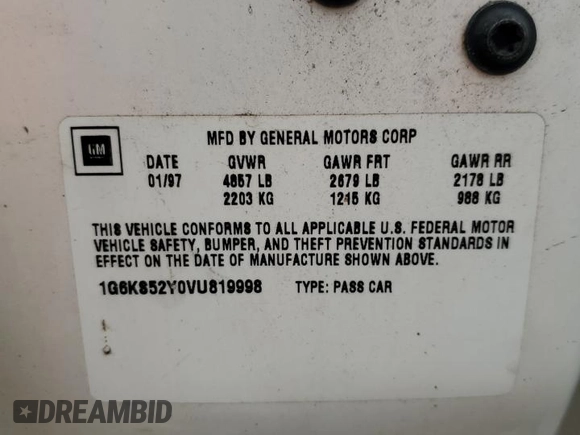 GM
MFD BY GENERAL MOTORS CORP
DATE GVWR GAWR FRT GAWR RR
01/97 4857 LB 2679 LB 2178 LB
2203 KG 1215 KG 988 KG
THIS VEHICLE CONFORMS TO ALL APPLICABLE U.S. FEDERAL MOTOR
VEHICLE SAFETY, BUMPER, AND THEFT PREVENTION STANDARDS IN
EFFECT ON THE DATE OF MANUFACTURE SHOWN ABOVE.
1G6KS52Y0VU819998 TYPE: PASS CAR
DREAMBID